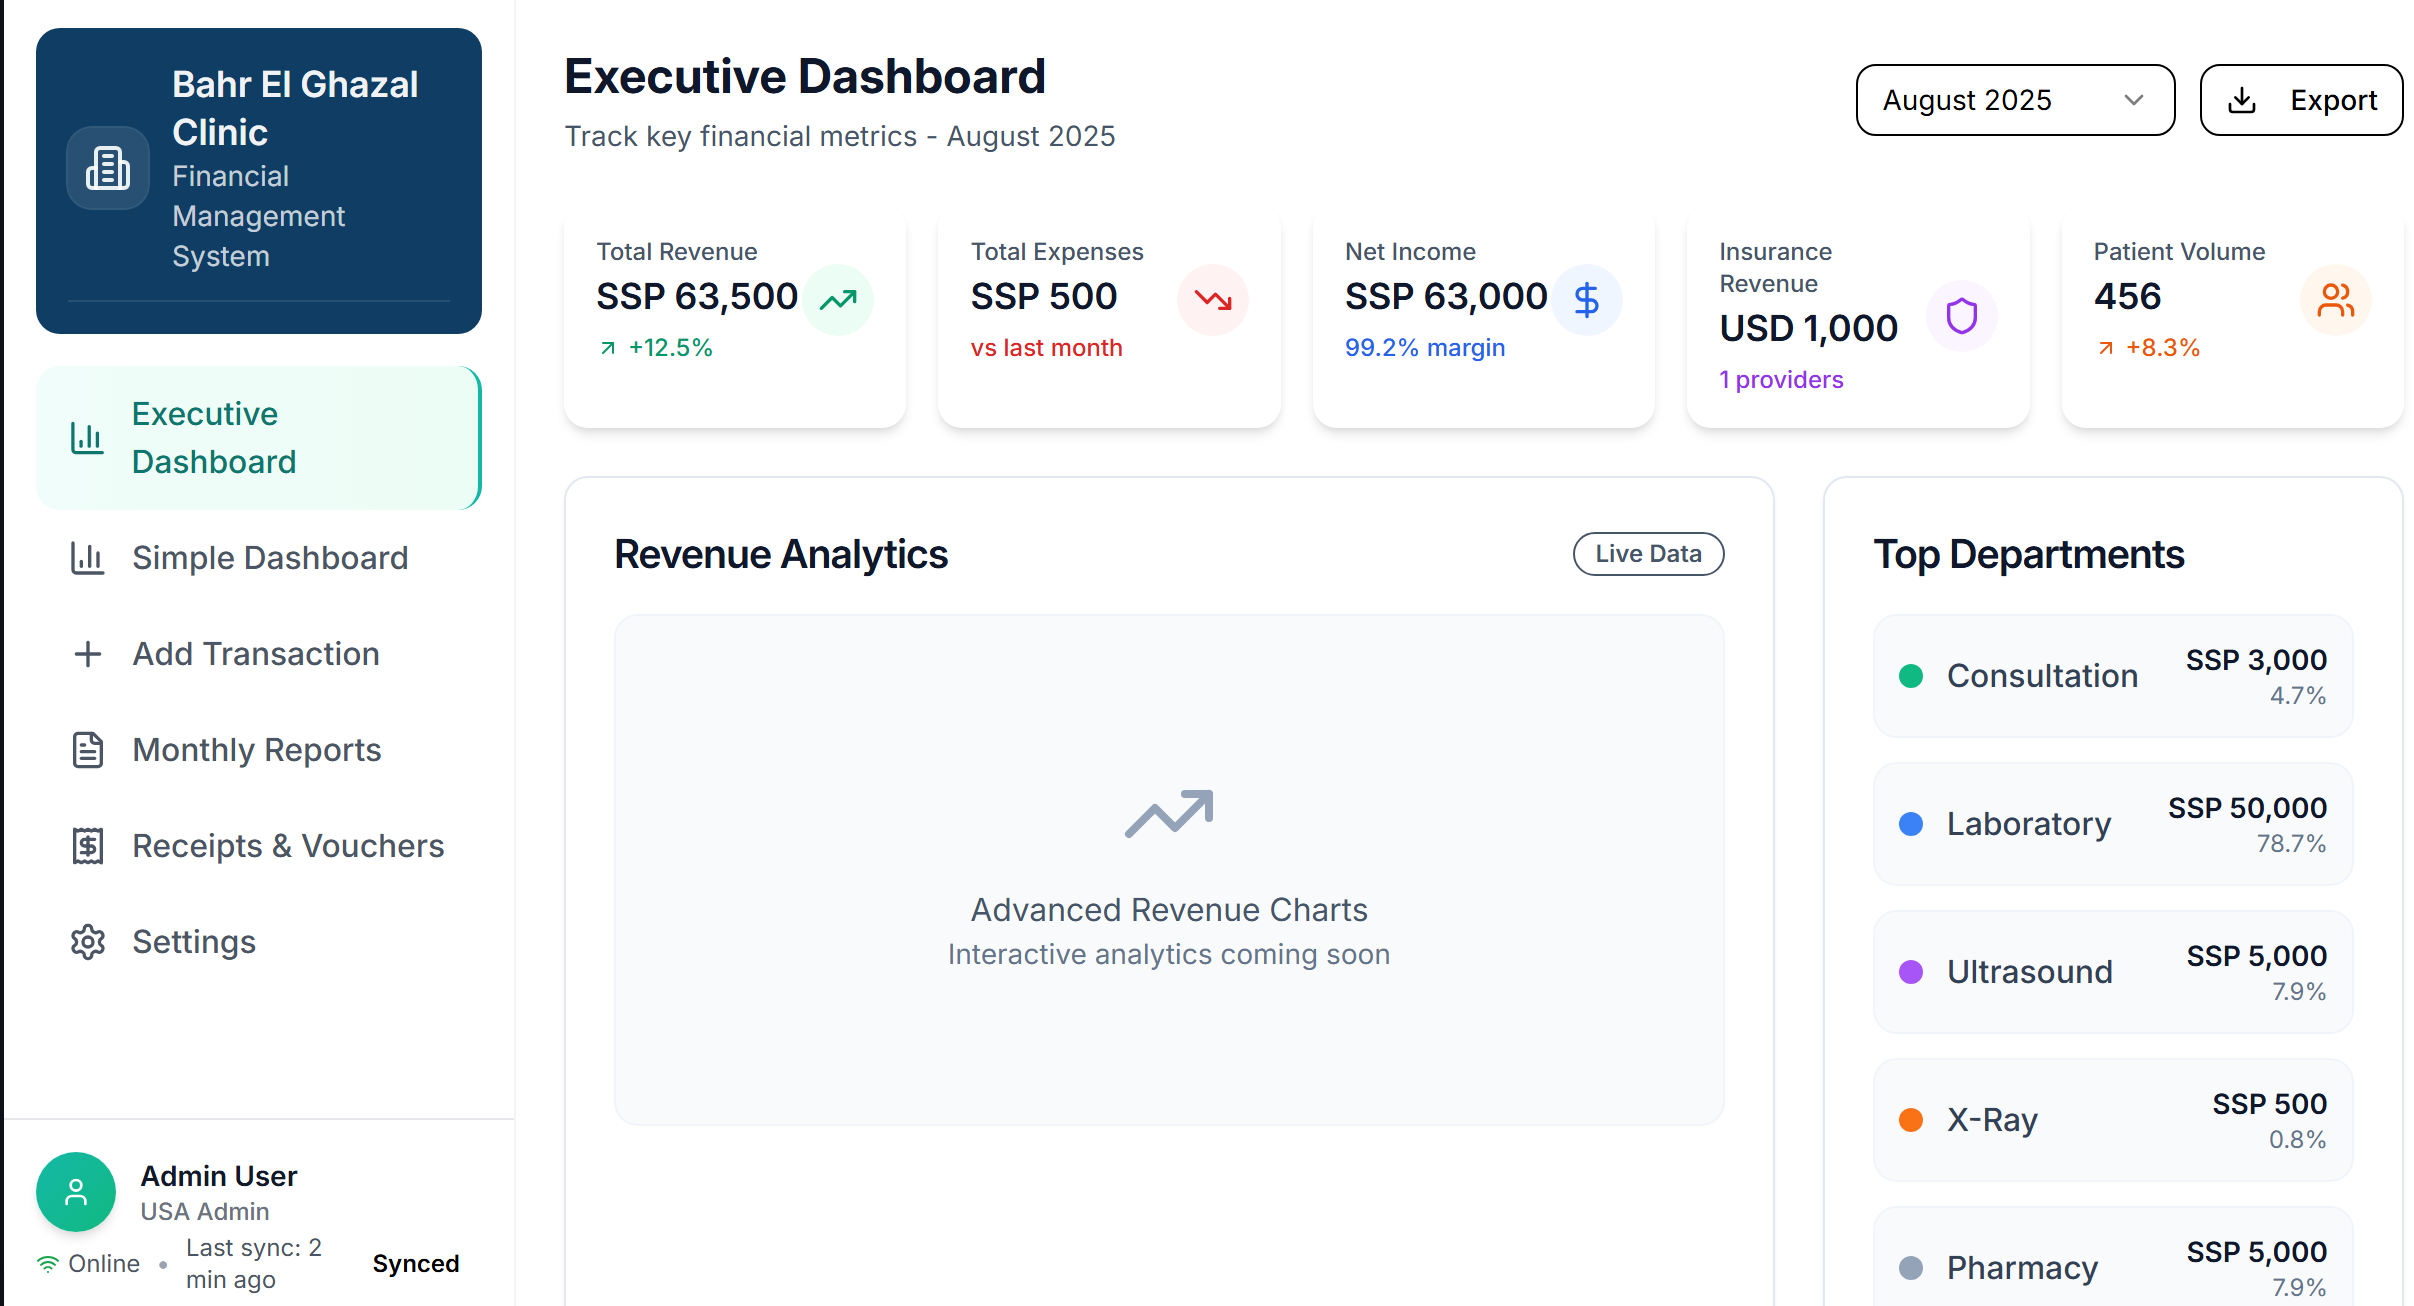 Bahr El Ghazal
Clinic
Financial
Management
System
Executive
Dashboard
Simple Dashboard
Add Transaction
Monthly Reports
Receipts & Vouchers
Settings
Admin User
USA Admin
Online
Last sync: 2
min ago
Synced
Executive Dashboard
Track key financial metrics - August 2025
August 2025
Export
Total Revenue
SSP 63,500
+12.5%
Total Expenses
SSP 500
vs last month
Net Income
SSP 63,000
99.2% margin
Insurance
Revenue
USD 1,000
1 providers
Patient Volume
456
+8.3%
Revenue Analytics
Live Data
Advanced Revenue Charts
Interactive analytics coming soon
Top Departments
Consultation
SSP 3,000
4.7%
Laboratory
SSP 50,000
78.7%
Ultrasound
SSP 5,000
7.9%
X-Ray
SSP 500
0.8%
Pharmacy
SSP 5,000
7.9%